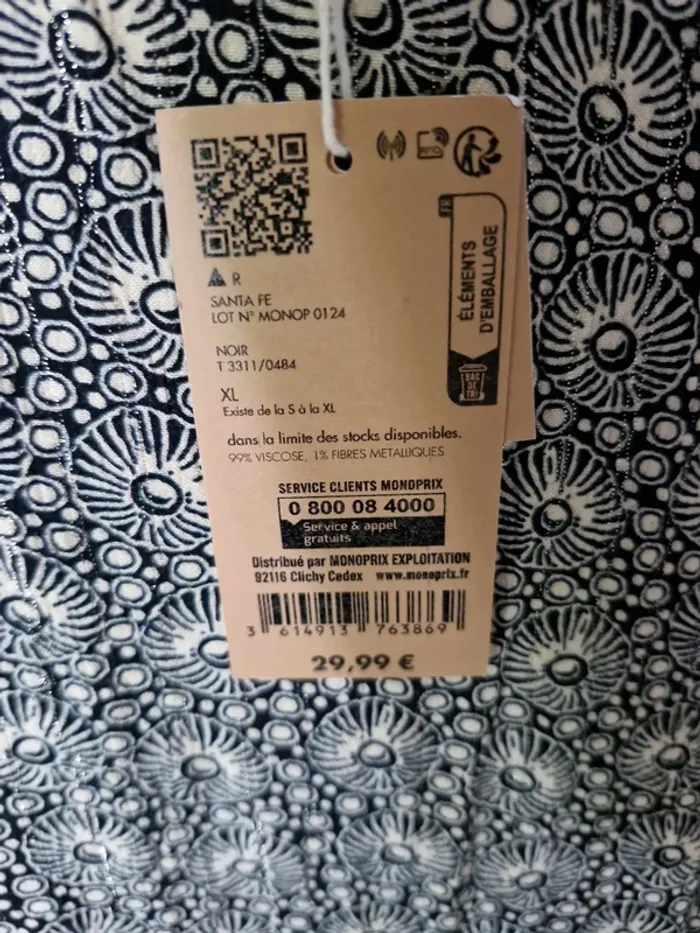 R
SANTA FE
LOT N° MONOP 0124
NOIR
T 3311/0484
XL
Existe de la S à la XL
dans la limite des stocks disponibles.
99% VISCOSE, 1% FIBRES METALLIQUES
SERVICE CLIENTS MONOPRIX
0 800 08 4000
Service & appel
gratuits
Distribué par MONOPRIX EXPLOITATION
92116 Clichy Cedex www.monoprix.fr
3 614913 763869
29,99 €
FR
ÉLÉMENTS
D'EMBALLAGE
BAC
DE
TRI